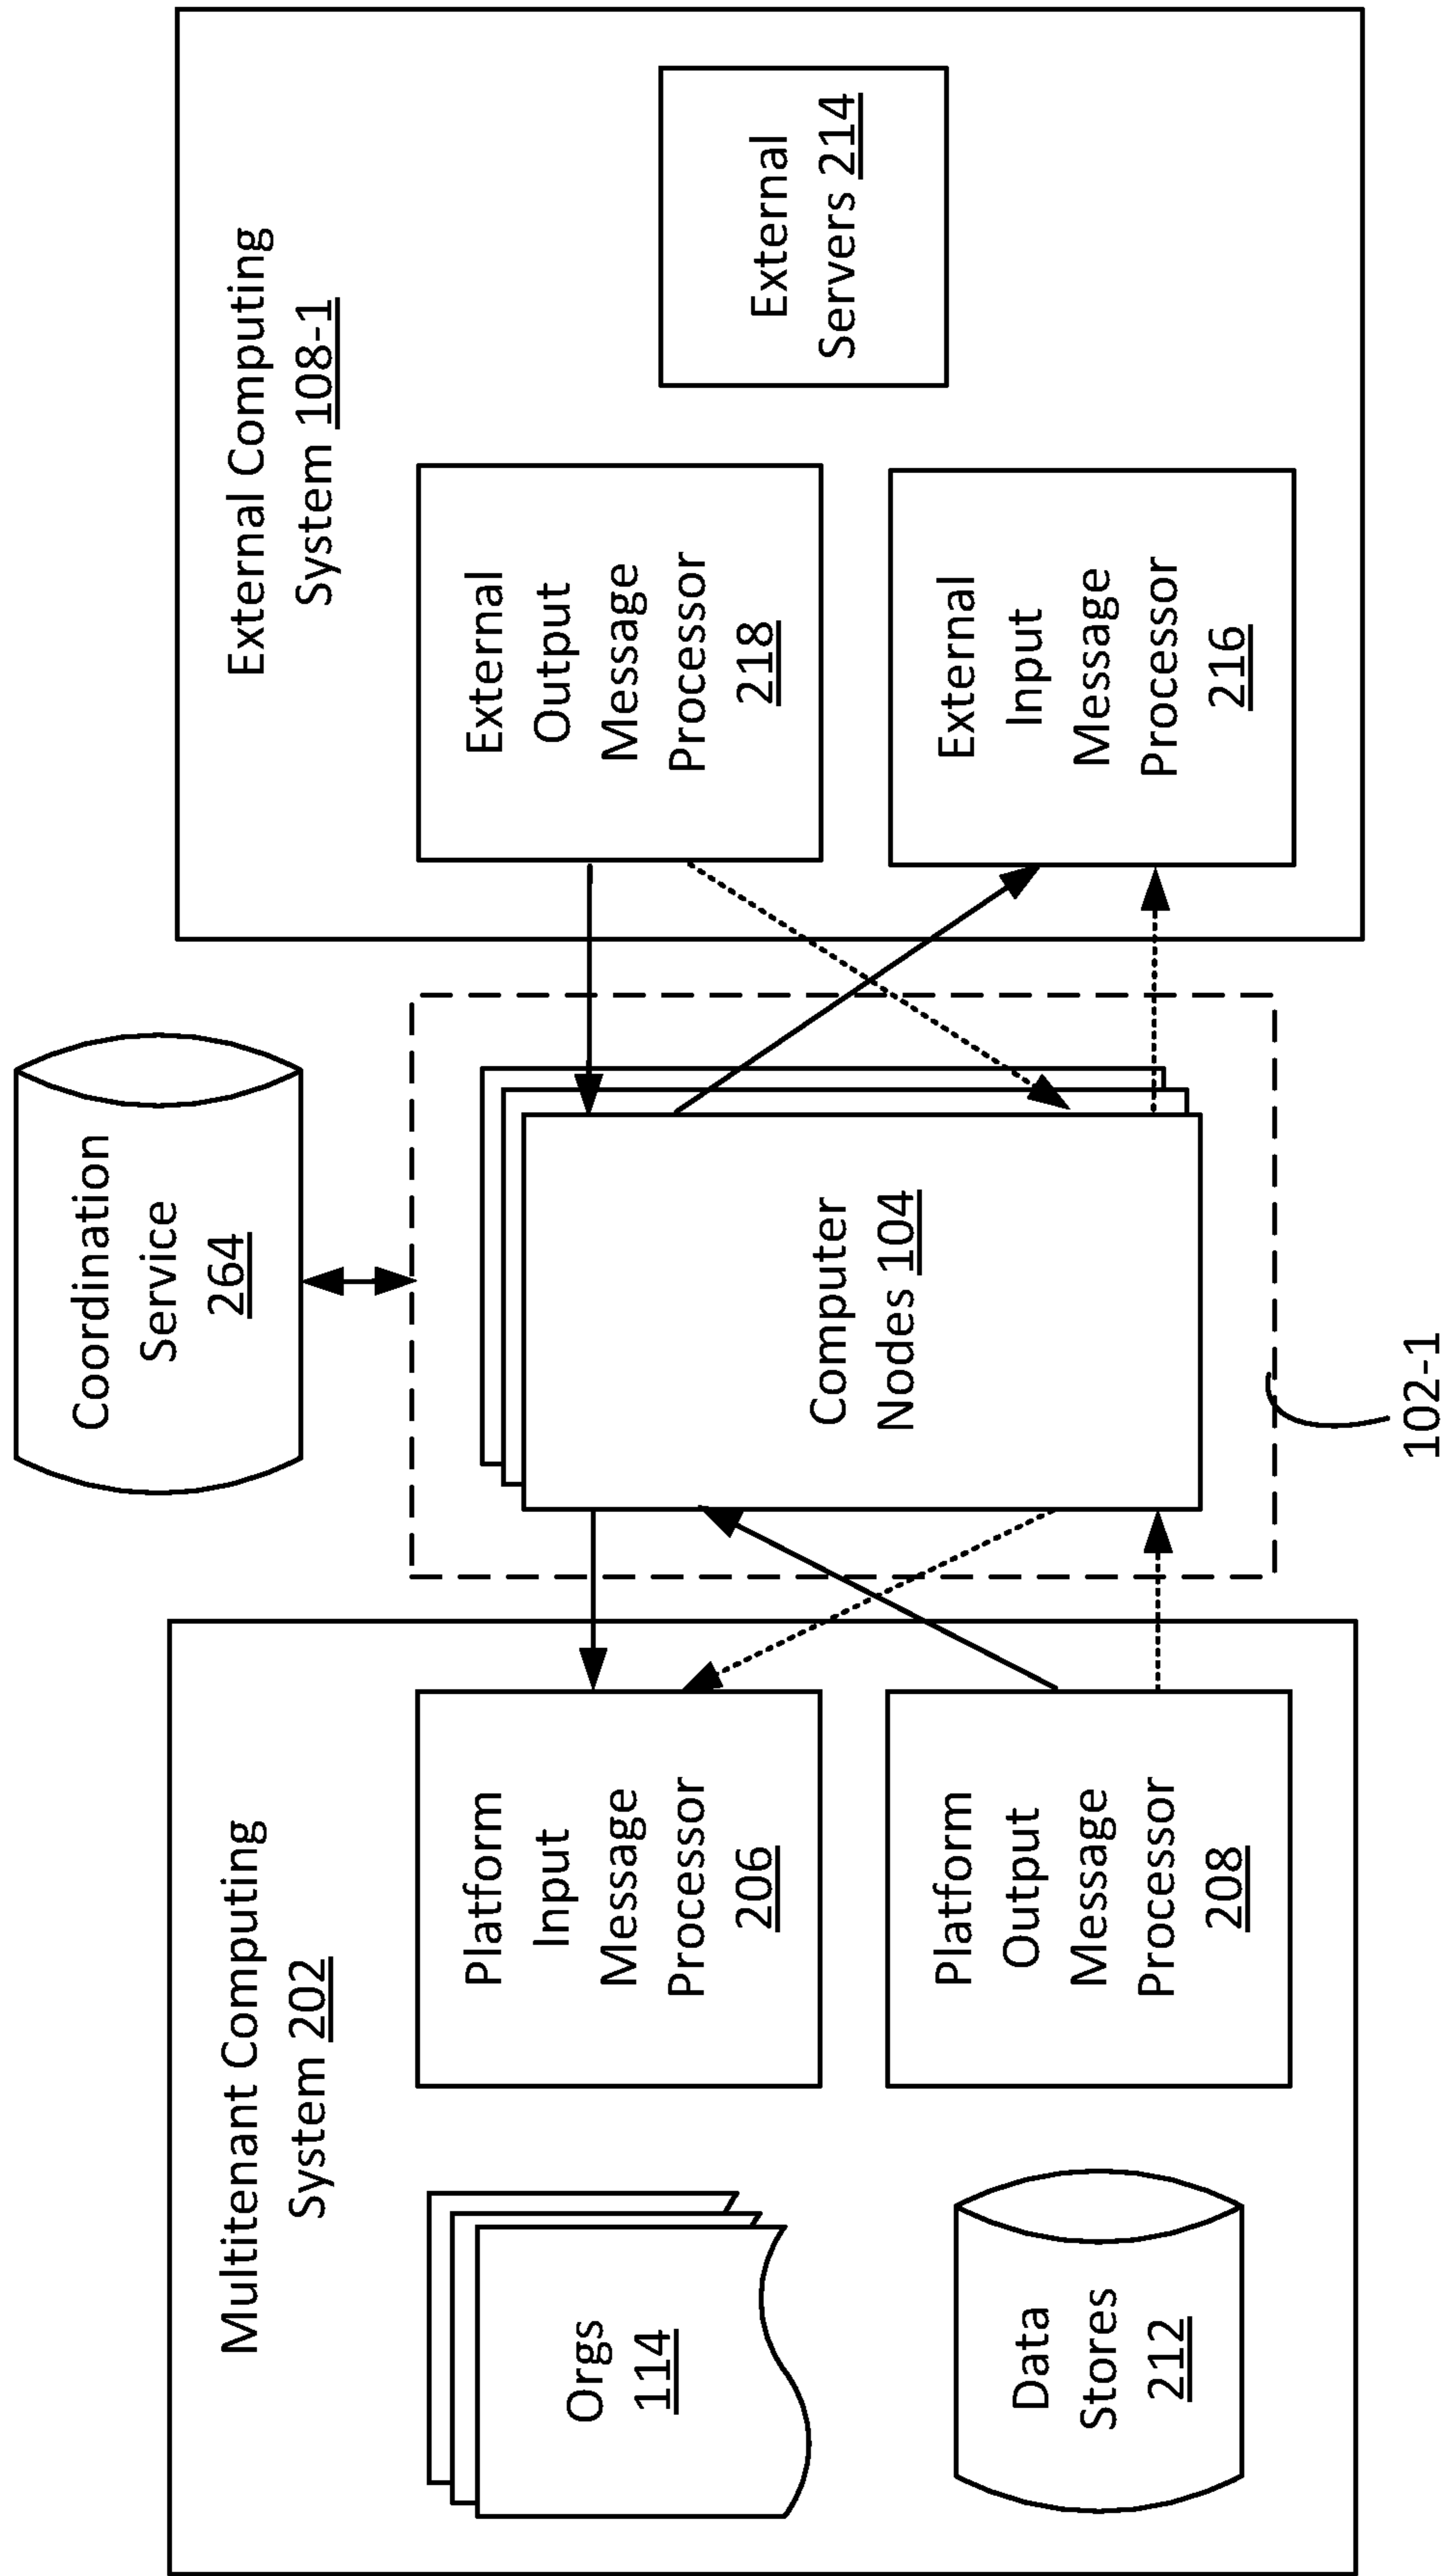 Coordination
Service
264
Multitenant Computing
System 202
Orgs
114
Data
Stores
212
Platform
Input
Message
Processor
206
Platform
Output
Message
Processor
208
Computer
Nodes 104
102-1
External Computing
System 108-1
External
Output
Message
Processor
218
External
Input
Message
Processor
216
External
Servers 214